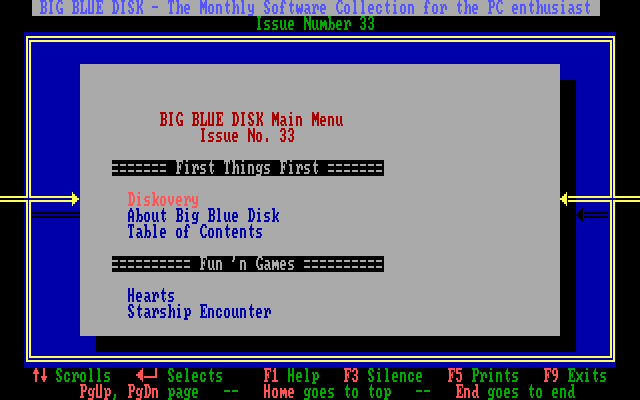 BIG BLUE DISK - The Monthly Software Collection for the PC enthusiast
Issue Number 33
BIG BLUE DISK Main Menu
Issue No. 33
======= First Things First =======
Diskovery
About Big Blue Disk
Table of Contents
========== Fun 'n Games ==========
Hearts
Starship Encounter
↑↓ Scrolls ◄─┘ Selects F1 Help F3 Silence F5 Prints F9 Exits
PgUp, PgDn page -- Home goes to top -- End goes to end